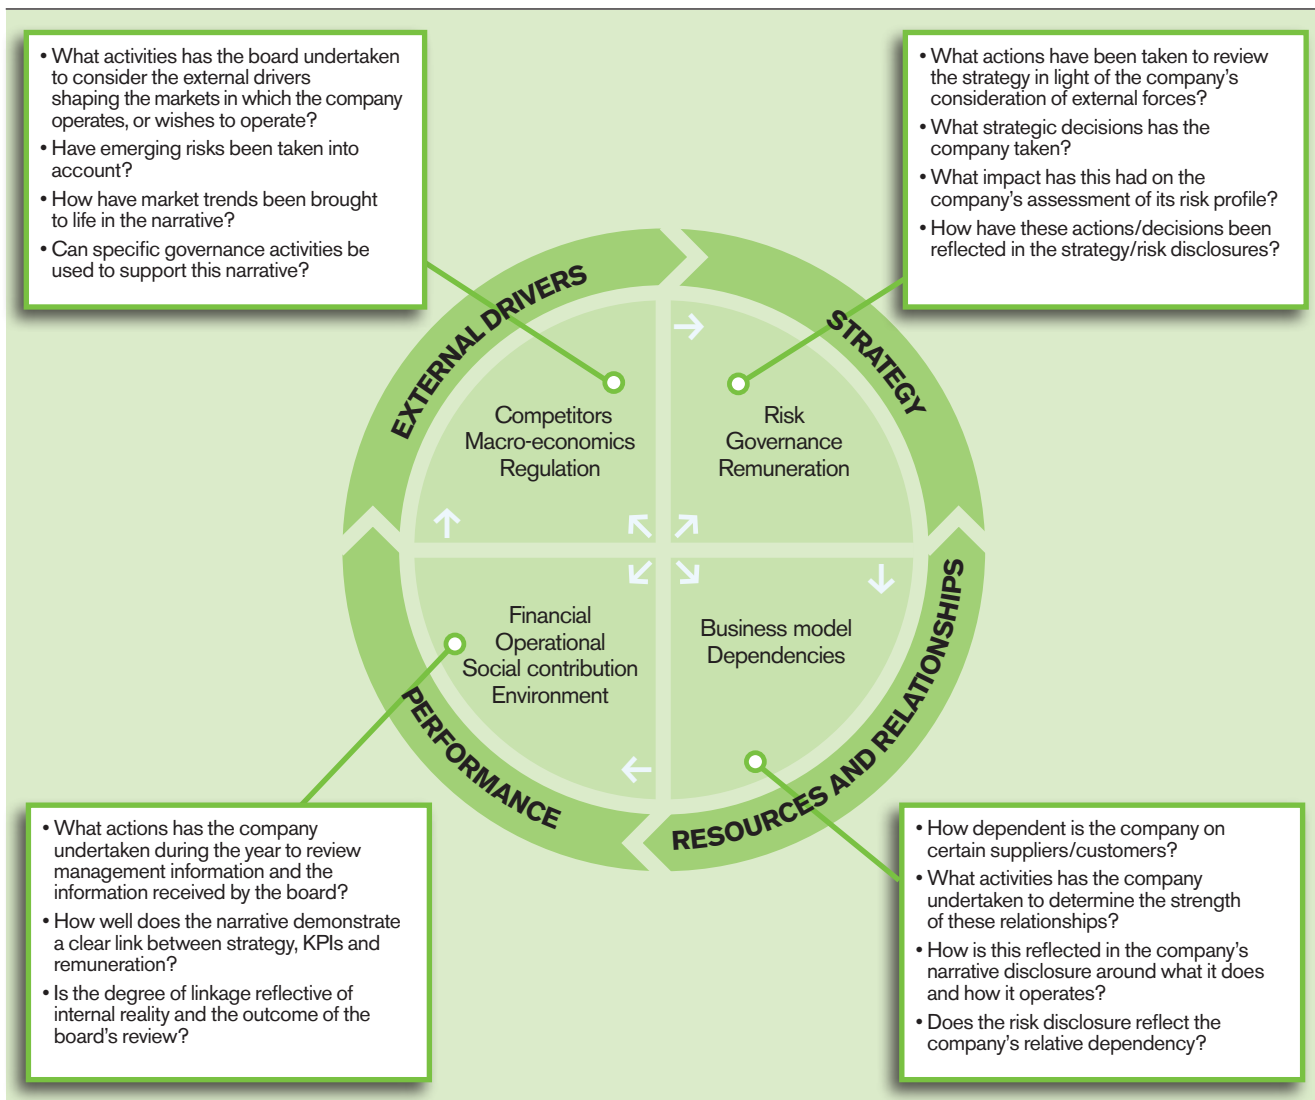 • What activities has the board undertaken
to consider the external drivers
shaping the markets in which the company
operates, or wishes to operate?
• Have emerging risks been taken into
account?
• How have market trends been brought
to life in the narrative?
• Can specific governance activities be
used to support this narrative?
• What actions have been taken to review
the strategy in light of the company’s
consideration of external forces?
• What strategic decisions has the
company taken?
• What impact has this had on the
company’s assessment of its risk profile?
• How have these actions/decisions been
reflected in the strategy/risk disclosures?
EXTERNAL DRIVERS
STRATEGY
Competitors
Macro-economics
Regulation
Risk
Governance
Remuneration
Financial
Operational
Social contribution
Environment
Business model
Dependencies
PERFORMANCE
RESOURCES AND RELATIONSHIPS
• What actions has the company
undertaken during the year to review
management information and the
information received by the board?
• How well does the narrative demonstrate
a clear link between strategy, KPIs and
remuneration?
• Is the degree of linkage reflective of
internal reality and the outcome of the
board’s review?
• How dependent is the company on
certain suppliers/customers?
• What activities has the company
undertaken to determine the strength
of these relationships?
• How is this reflected in the company’s
narrative disclosure around what it does
and how it operates?
• Does the risk disclosure reflect the
company’s relative dependency?